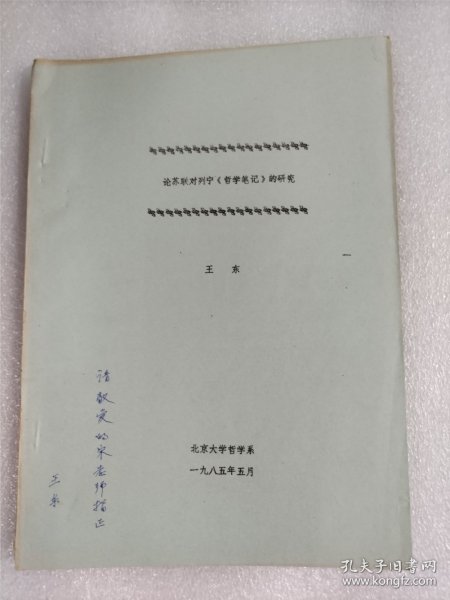 论苏联对列宁《哲学笔记》的研究
王 东
请敬爱的宋老师指正
王东
北京大学哲学系
一九八五年五月
孔夫子旧书网
www.kongfz.com